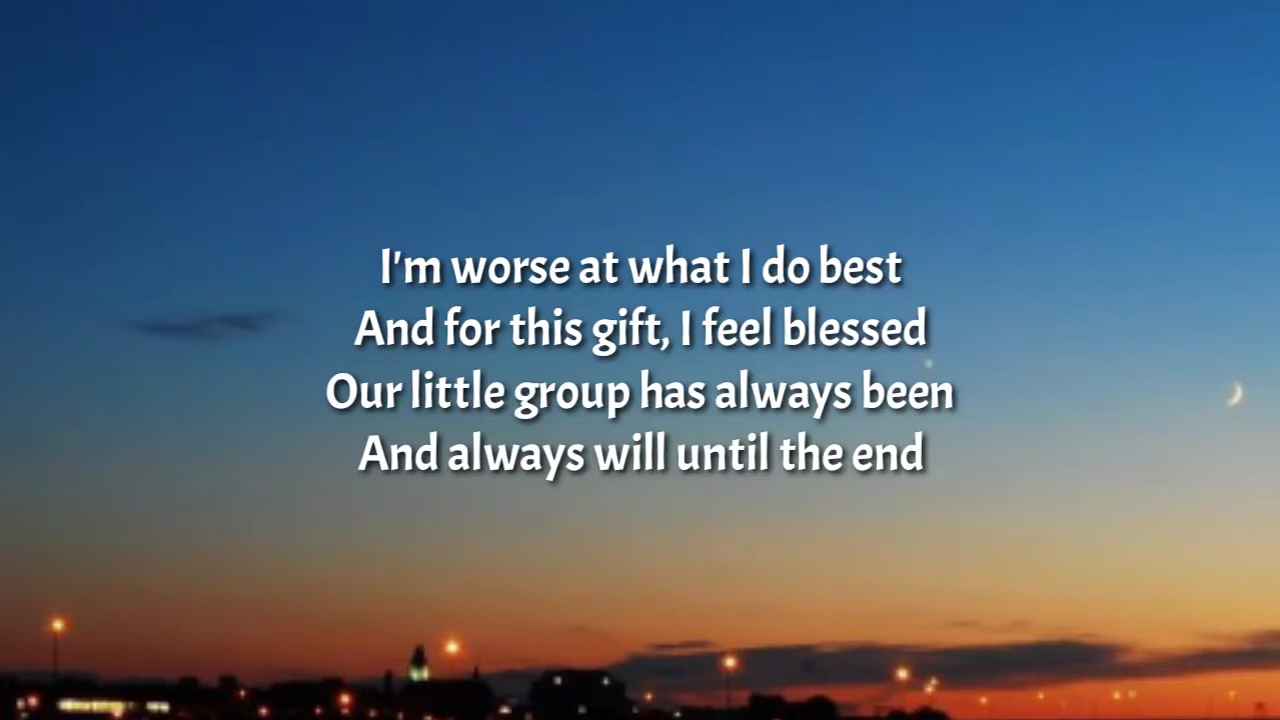 I'm worse at what I do best
And for this gift, I feel blessed
Our little group has always been
And always will until the end